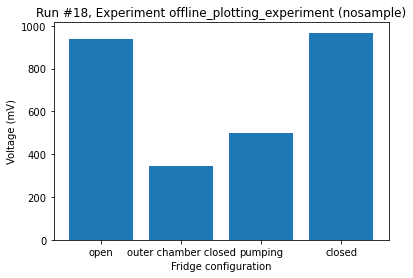 Run #18, Experiment offline_plotting_experiment (nosample)
1000
800
600
400
200
0
Voltage (mV)
open outer chamber closed pumping closed
Fridge configuration